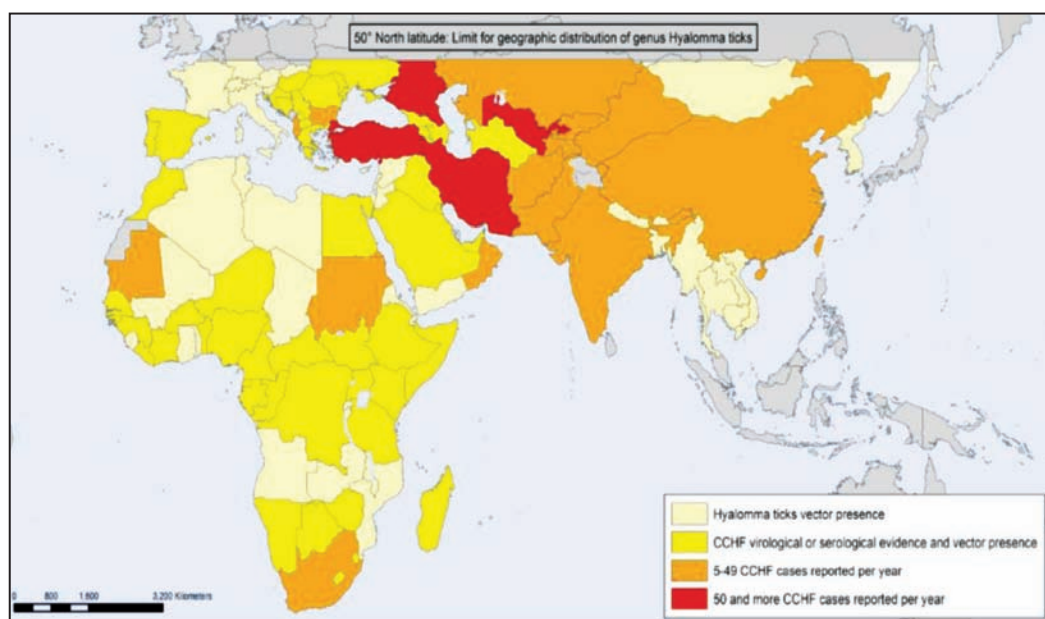 50° North latitude: Limit for geographic distribution of genus Hyalomma ticks
Hyalomma ticks vector presence
CCHF virological or serological evidence and vector presence
5-49 CCHF cases reported per year
50 and more CCHF cases reported per year
0 800 1,600 3,200 Kilometers